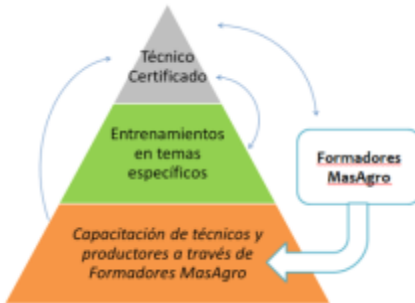 Técnico
Certificado
Entrenamientos
en temas
específicos
Formadores
MasAgro
Capacitación de técnicos y
productores a través de
Formadores MasAgro